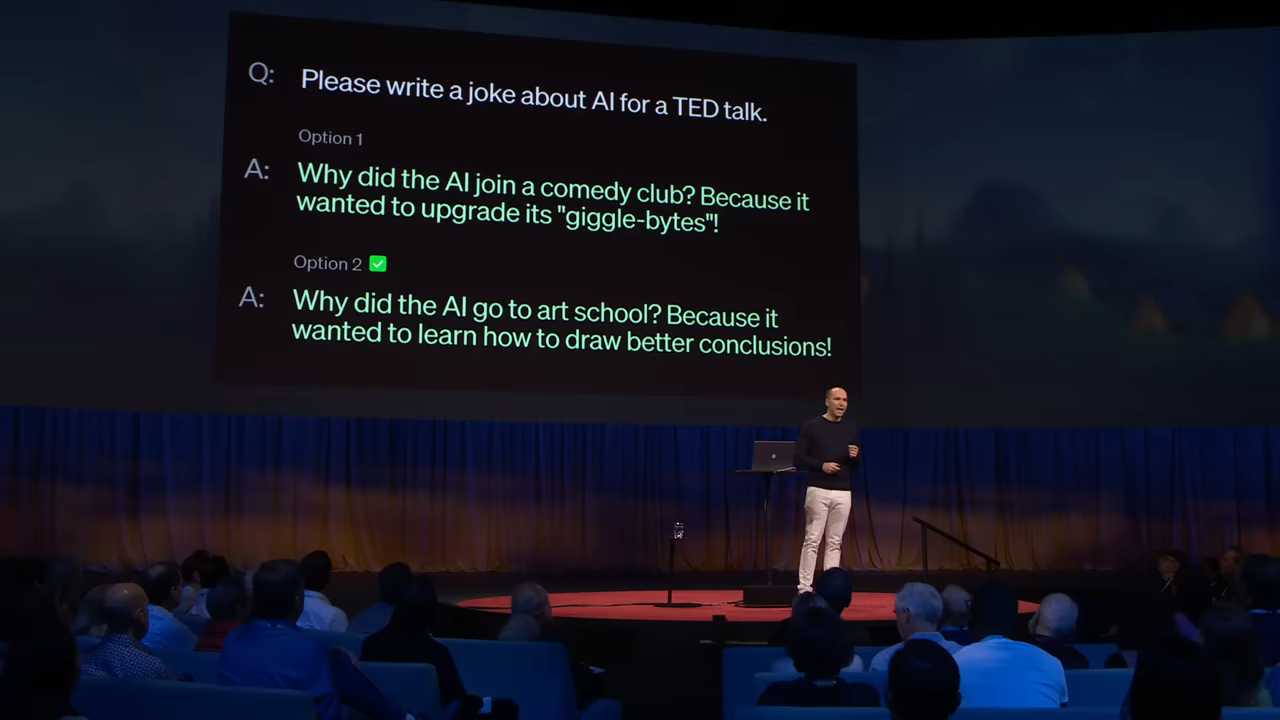 Q: Please write a joke about AI for a TED talk.
Option 1
A: Why did the AI join a comedy club? Because it
wanted to upgrade its "giggle-bytes"!
Option 2 ✅
A: Why did the AI go to art school? Because it
wanted to learn how to draw better conclusions!